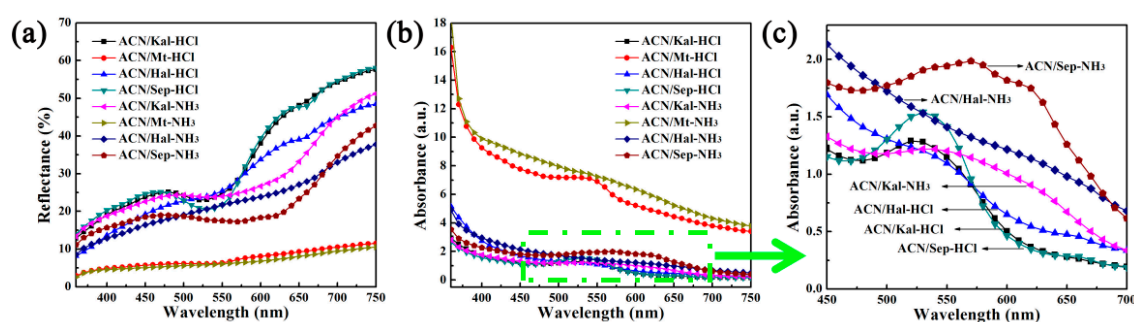 (a)
Reflectance (%)
70
60
50
40
30
20
10
0
ACN/Kal-HCl
ACN/Mt-HCl
ACN/Hal-HCl
ACN/Sep-HCl
ACN/Kal-NH3
ACN/Mt-NH3
ACN/Hal-NH3
ACN/Sep-NH3
400 450 500 550 600 650 700 750
Wavelength (nm)
(b)
Absorbance (a.u.)
18
16
14
12
10
8
6
4
2
0
ACN/Kal-HCl
ACN/Mt-HCl
ACN/Hal-HCl
ACN/Sep-HCl
ACN/Kal-NH3
ACN/Mt-NH3
ACN/Hal-NH3
ACN/Sep-NH3
400 450 500 550 600 650 700 750
Wavelength (nm)
(c)
Absorbance (a.u.)
2.0
1.5
1.0
0.5
0.0
ACN/Sep-NH3
ACN/Hal-NH3
ACN/Kal-NH3
ACN/Hal-HCl
ACN/Kal-HCl
ACN/Sep-HCl
450 500 550 600 650 700
Wavelength (nm)